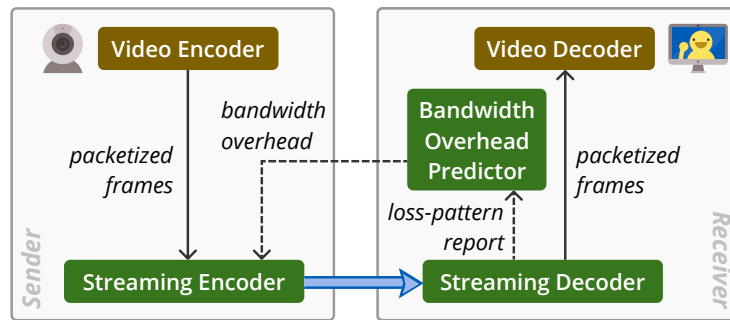 Video Encoder
bandwidth
overhead
packetized
frames
Streaming Encoder
Sender
Video Decoder
Bandwidth
Overhead
Predictor
packetized
frames
loss-pattern
report
Streaming Decoder
Receiver